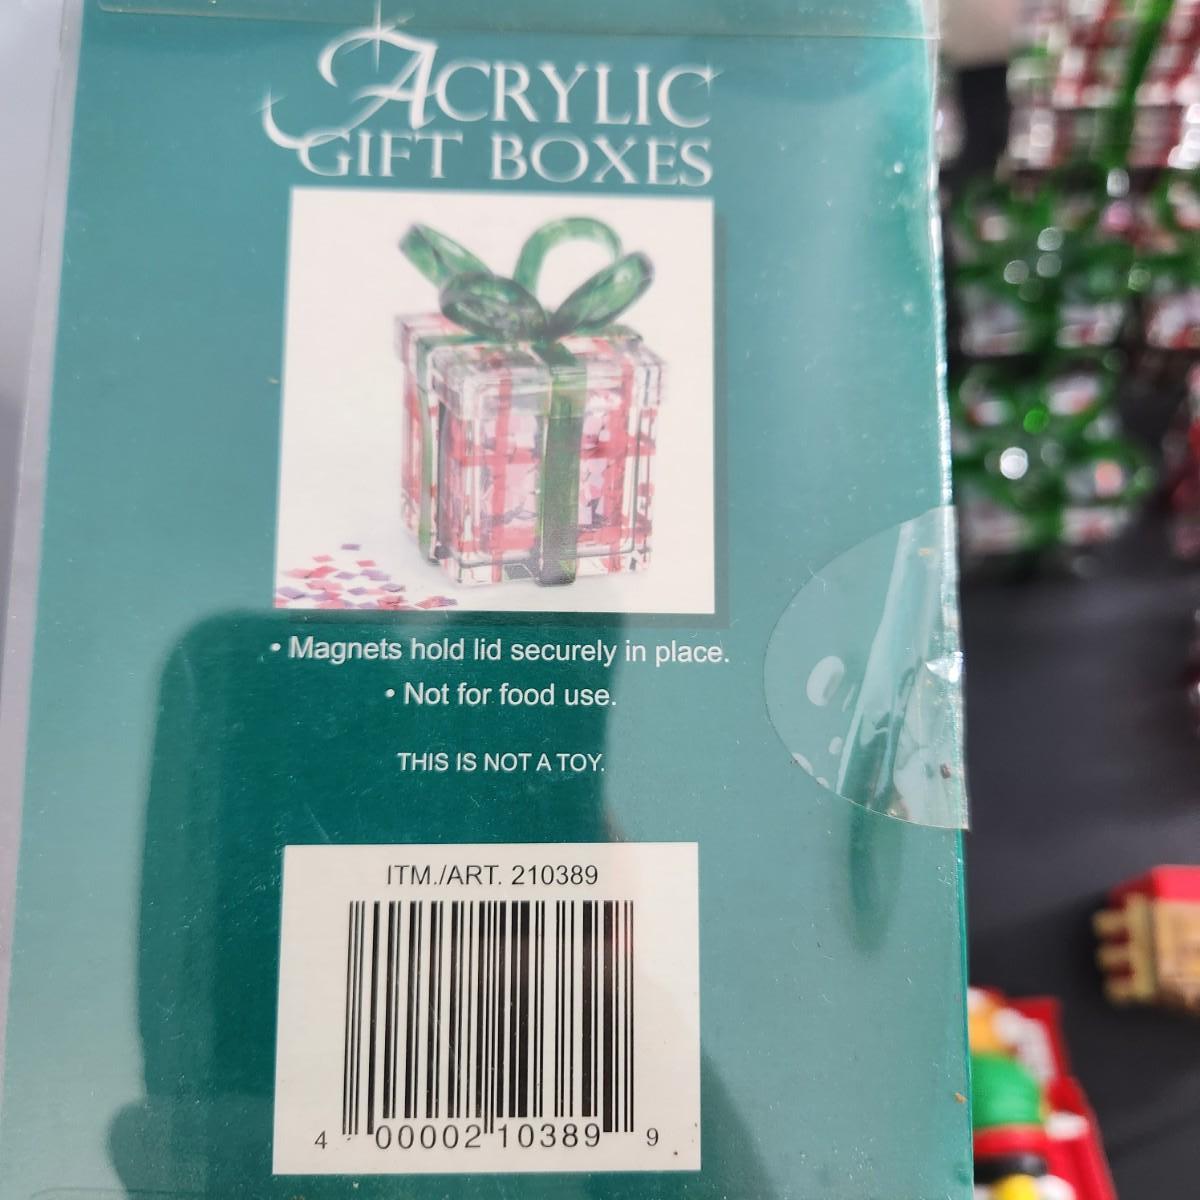 ACRYLIC
GIFT BOXES
• Magnets hold lid securely in place.
• Not for food use.
THIS IS NOT A TOY.
ITM./ART. 210389
4 00002 10389 9